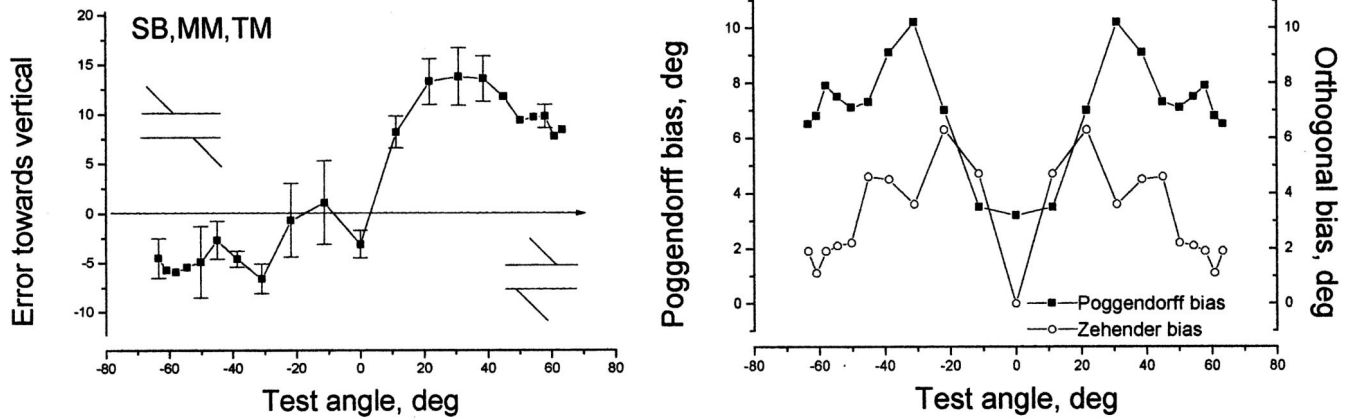 SB,MM,TM
Error towards vertical
20
15
10
5
0
-5
-10
-80 -60 -40 -20 0 20 40 60 80
Test angle, deg
Poggendorff bias, deg
10
8
6
4
2
0
Poggendorff bias
Zehender bias
-80 -60 -40 -20 0 20 40 60 80
Test angle, deg
10
8
6
4
2
0
Orthogonal bias, deg